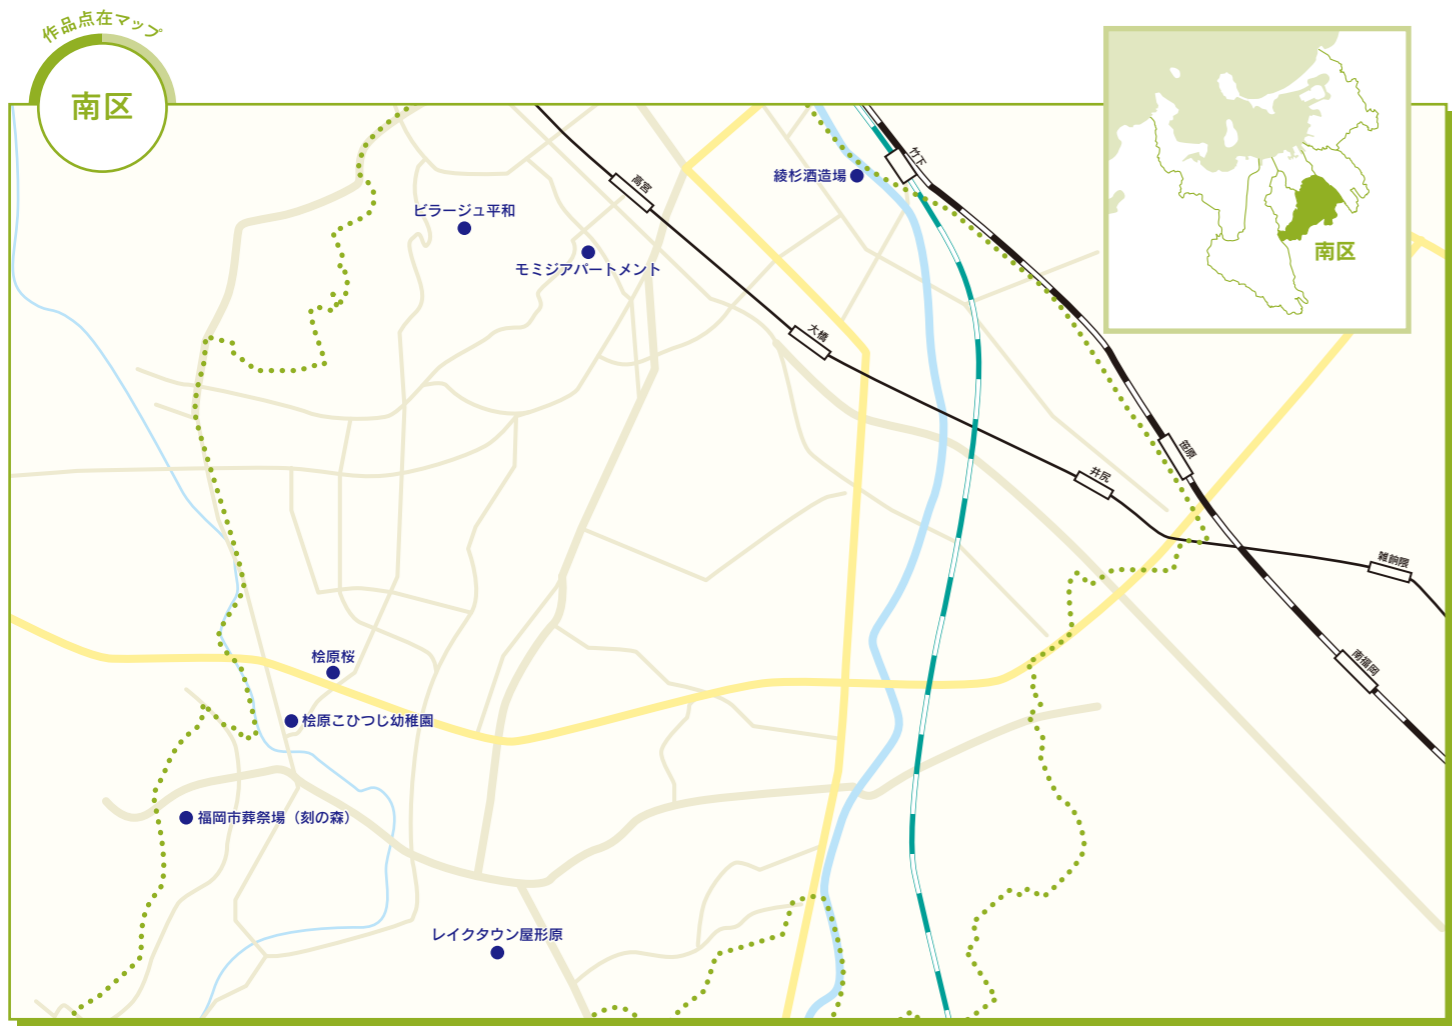 作品点在マップ
南区
南区
竹下
綾杉酒造場
高宮
ビラージュ平和
モミジアパートメント
大橋
笹原
井尻
雑餉隈
南福岡
桧原桜
桧原こひつじ幼稚園
福岡市葬祭場（刻の森）
レイクタウン屋形原